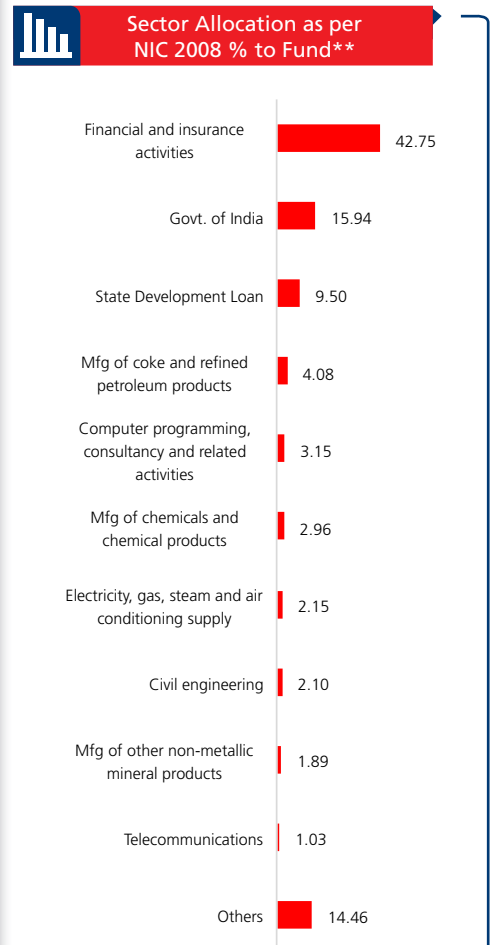 Sector Allocation as per
NIC 2008 % to Fund**
Financial and insurance
activities
42.75
Govt. of India
15.94
State Development Loan
9.50
Mfg of coke and refined
petroleum products
4.08
Computer programming,
consultancy and related
activities
3.15
Mfg of chemicals and
chemical products
2.96
Electricity, gas, steam and air
conditioning supply
2.15
Civil engineering
2.10
Mfg of other non-metallic
mineral products
1.89
Telecommunications
1.03
Others
14.46